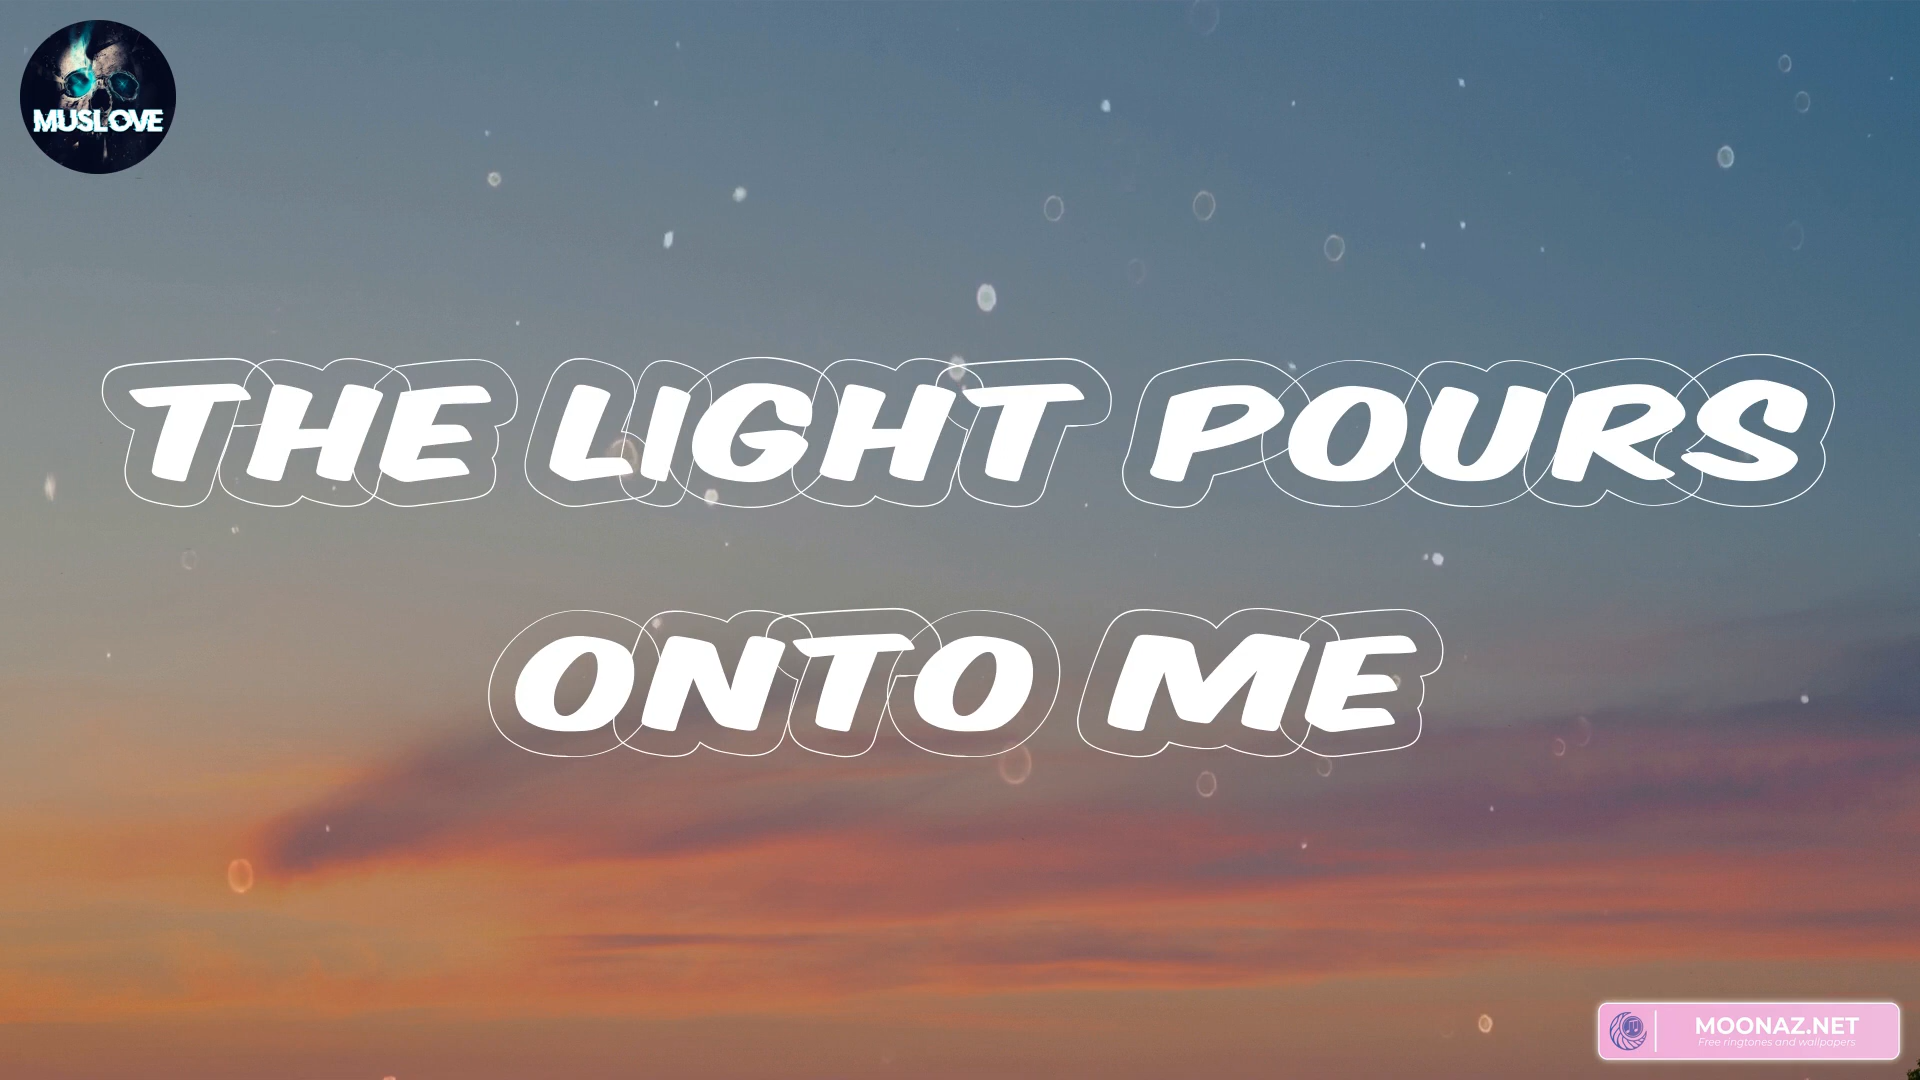 MUSLOVE
THE LIGHT POURS
ONTO ME
MOONAZ.NET
Free ringtones and wallpapers